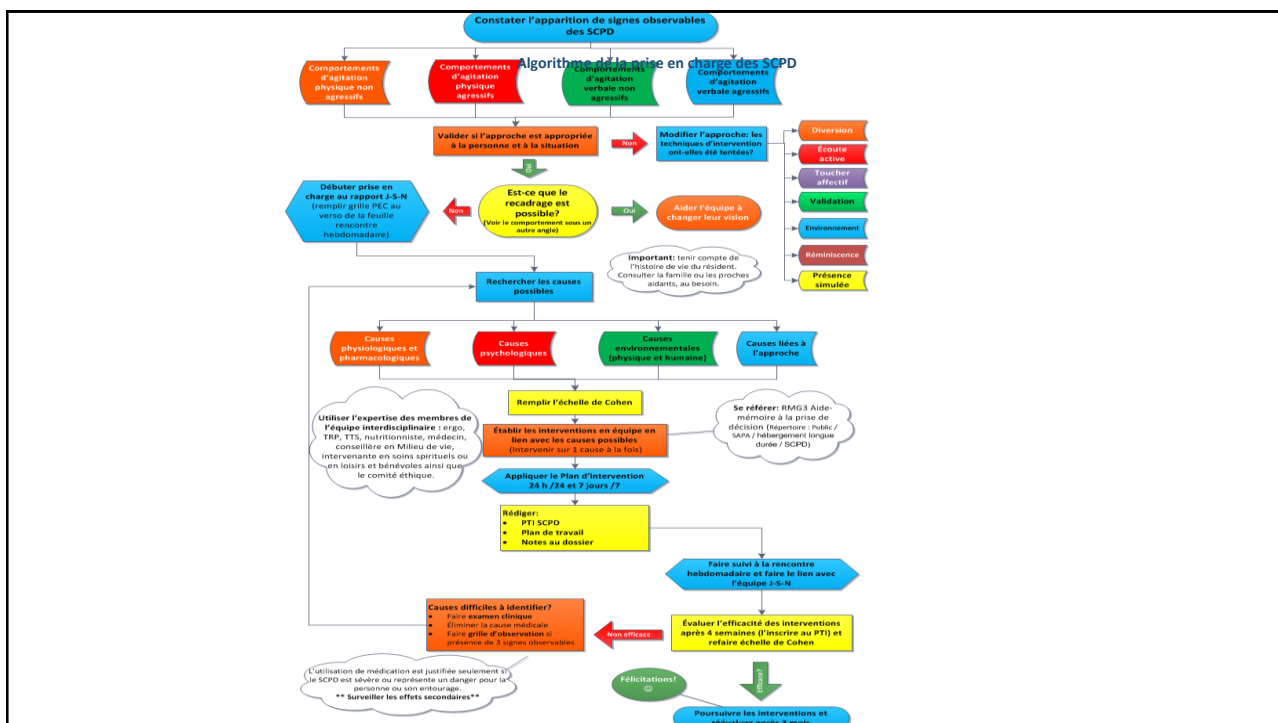 Constater l’apparition de signes observables
des SCPD
Algorithme de la prise en charge des SCPD
Comportements
d’agitation
physique non
agressifs
Comportements
d’agitation
physique
agressifs
Comportements
d’agitation
verbale non
agressifs
Comportements
d’agitation
verbale agressifs
Valider si l’approche est appropriée
à la personne et à la situation
Non
Modifier l’approche: les
techniques d’intervention
ont-elles été tentées?
Diversion
Écoute
active
Toucher
affectif
Validation
Environnement
Réminiscence
Présence
simulée
Oui
Débuter prise en
charge au rapport J-S-N
(remplir grille PEC au
verso de la feuille
rencontre
hebdomadaire)
Non
Est-ce que le
recadrage est
possible?
(Voir le comportement sous un
autre angle)
Oui
Aider l’équipe à
changer leur vision
Important: tenir compte de
l’histoire de vie du résident.
Consulter la famille ou les proches
aidants, au besoin.
Rechercher les causes
possibles
Causes
physiologiques et
pharmacologiques
Causes
psychologiques
Causes
environnementales
(physique et humaine)
Causes liées à
l’approche
Remplir l’échelle de Cohen
Utiliser l’expertise des membres de
l’équipe interdisciplinaire : ergo,
TRP, TTS, nutritionniste, médecin,
conseillère en Milieu de vie,
intervenante en soins spirituels ou
en loisirs et bénévoles ainsi que
le comité éthique.
Établir les interventions en équipe en
lien avec les causes possibles
(Intervenir sur 1 cause à la fois)
Se référer: RMG3 Aide-
mémoire à la prise de
décision (Répertoire : Public /
SAPA / hébergement longue
durée / SCPD)
Appliquer le Plan d’intervention
24 h /24 et 7 jours /7
Rédiger:
• PTI SCPD
• Plan de travail
• Notes au dossier
Faire suivi à la rencontre
hebdomadaire et faire le lien avec
l’équipe J-S-N
Causes difficiles à identifier?
• Faire examen clinique
• Éliminer la cause médicale
• Faire grille d’observation si
présence de 3 signes observables
Non efficace
Évaluer l’efficacité des interventions
après 4 semaines (l’inscrire au PTI) et
refaire échelle de Cohen
L’utilisation de médication est justifiée seulement si
le SCPD est sévère ou représente un danger pour la
personne ou son entourage.
** Surveiller les effets secondaires**
Félicitations!
☺
Efficace?
Poursuivre les interventions et
réévaluer après 3 mois